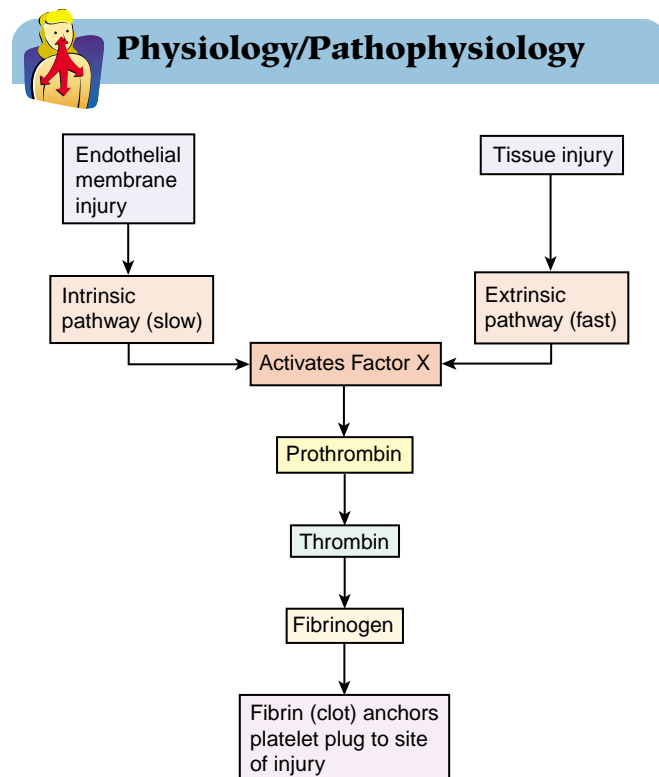 Physiology/Pathophysiology
Endothelial
membrane
injury
Tissue injury
Intrinsic
pathway (slow)
Extrinsic
pathway (fast)
Activates Factor X
Prothrombin
Thrombin
Fibrinogen
Fibrin (clot) anchors
platelet plug to site
of injury